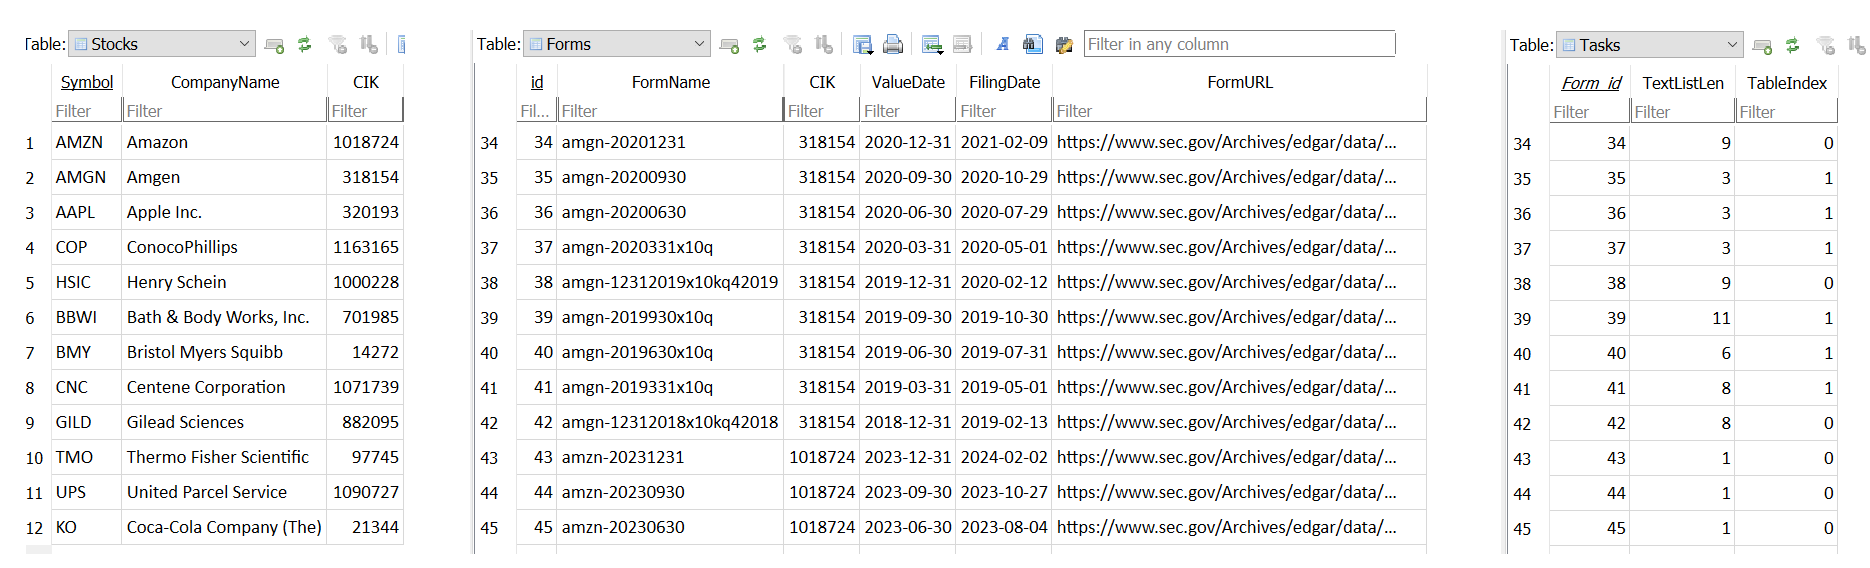 Table: Stocks
Symbol CompanyName CIK
Filter Filter Filter
1 AMZN Amazon 1018724
2 AMGN Amgen 318154
3 AAPL Apple Inc. 320193
4 COP ConocoPhillips 1163165
5 HSIC Henry Schein 1000228
6 BBWI Bath & Body Works, Inc. 701985
7 BMY Bristol Myers Squibb 14272
8 CNC Centene Corporation 1071739
9 GILD Gilead Sciences 882095
10 TMO Thermo Fisher Scientific 97745
11 UPS United Parcel Service 1090727
12 KO Coca-Cola Company (The) 21344
Table: Forms Filter in any column
id FormName CIK ValueDate FilingDate FormURL
Fil... Filter Filter Filter Filter Filter
34 34 amgn-20201231 318154 2020-12-31 2021-02-09 https://www.sec.gov/Archives/edgar/data/...
35 35 amgn-20200930 318154 2020-09-30 2020-10-29 https://www.sec.gov/Archives/edgar/data/...
36 36 amgn-20200630 318154 2020-06-30 2020-07-29 https://www.sec.gov/Archives/edgar/data/...
37 37 amgn-2020331x10q 318154 2020-03-31 2020-05-01 https://www.sec.gov/Archives/edgar/data/...
38 38 amgn-12312019x10kq42019 318154 2019-12-31 2020-02-12 https://www.sec.gov/Archives/edgar/data/...
39 39 amgn-2019930x10q 318154 2019-09-30 2019-10-30 https://www.sec.gov/Archives/edgar/data/...
40 40 amgn-2019630x10q 318154 2019-06-30 2019-07-31 https://www.sec.gov/Archives/edgar/data/...
41 41 amgn-2019331x10q 318154 2019-03-31 2019-05-01 https://www.sec.gov/Archives/edgar/data/...
42 42 amgn-12312018x10kq42018 318154 2018-12-31 2019-02-13 https://www.sec.gov/Archives/edgar/data/...
43 43 amzn-20231231 1018724 2023-12-31 2024-02-02 https://www.sec.gov/Archives/edgar/data/...
44 44 amzn-20230930 1018724 2023-09-30 2023-10-27 https://www.sec.gov/Archives/edgar/data/...
45 45 amzn-20230630 1018724 2023-06-30 2023-08-04 https://www.sec.gov/Archives/edgar/data/...
Table: Tasks
Form_id TextListLen TableIndex
Filter Filter Filter
34 34 9 0
35 35 3 1
36 36 3 1
37 37 3 1
38 38 9 0
39 39 11 1
40 40 6 1
41 41 8 1
42 42 8 0
43 43 1 0
44 44 1 0
45 45 1 0